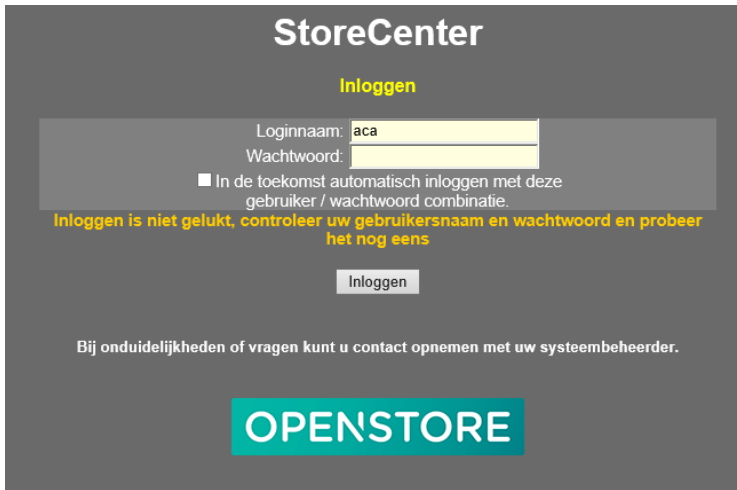 StoreCenter
Inloggen
Loginnaam: aca
Wachtwoord:
In de toekomst automatisch inloggen met deze
gebruiker / wachtwoord combinatie.
Inloggen is niet gelukt, controleer uw gebruikersnaam en wachtwoord en probeer
het nog eens
Inloggen
Bij onduidelijkheden of vragen kunt u contact opnemen met uw systeembeheerder.
OPENSTORE